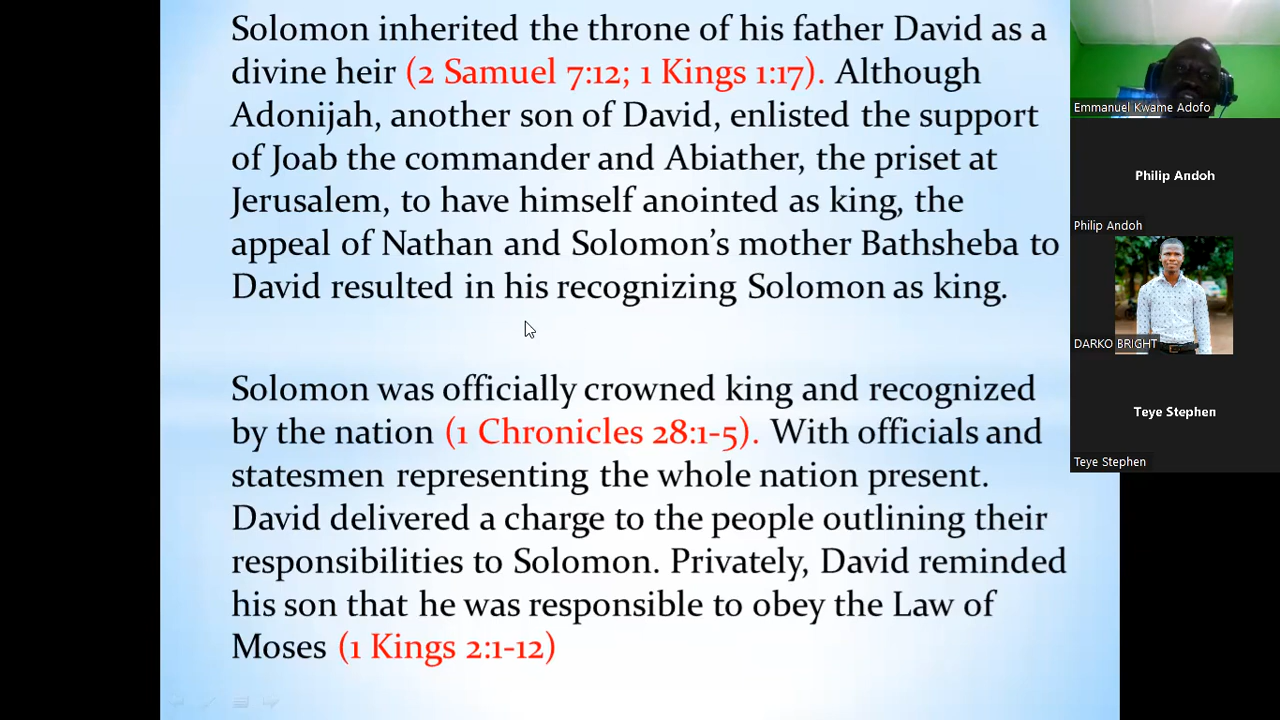 Solomon inherited the throne of his father David as a
divine heir (2 Samuel 7:12; 1 Kings 1:17). Although
Adonijah, another son of David, enlisted the support
of Joab the commander and Abiather, the priset at
Jerusalem, to have himself anointed as king, the
appeal of Nathan and Solomon’s mother Bathsheba to
David resulted in his recognizing Solomon as king.
Solomon was officially crowned king and recognized
by the nation (1 Chronicles 28:1-5). With officials and
statesmen representing the whole nation present.
David delivered a charge to the people outlining their
responsibilities to Solomon. Privately, David reminded
his son that he was responsible to obey the Law of
Moses (1 Kings 2:1-12)
Emmanuel Kwame Adofo
Philip Andoh
Philip Andoh
DARKO BRIGHT
Teye Stephen
Teye Stephen